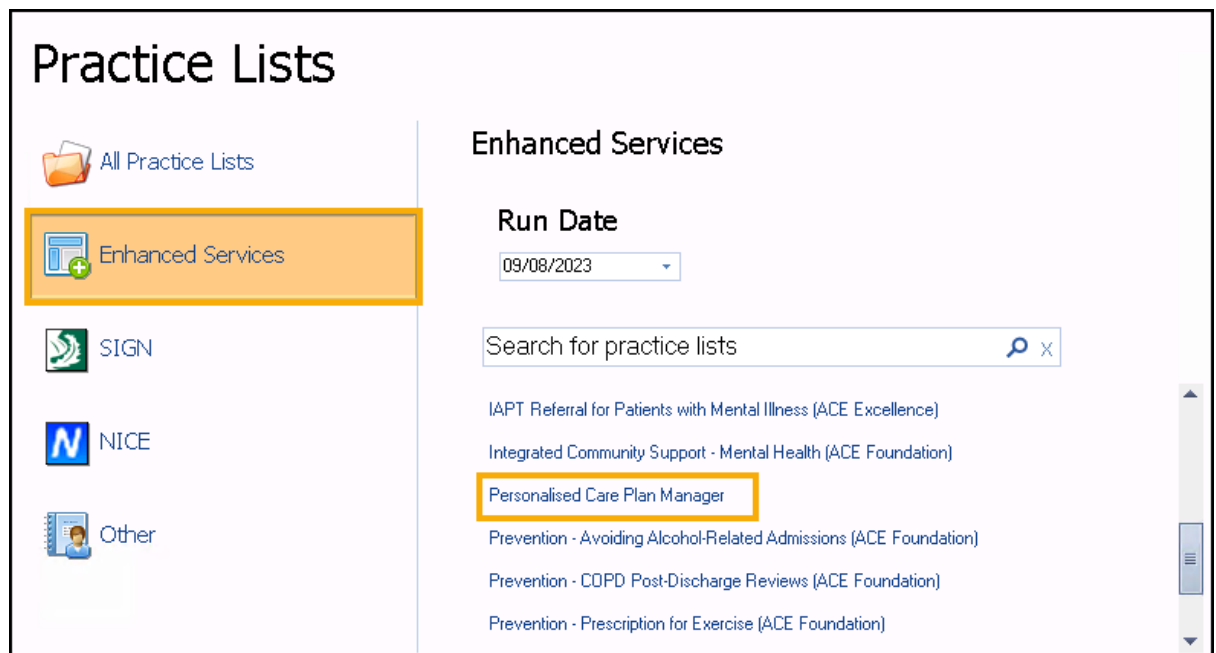 Practice Lists
All Practice Lists
Enhanced Services
SIGN
NICE
Other
Enhanced Services
Run Date
09/08/2023
Search for practice lists
x
IAPT Referral for Patients with Mental Illness (ACE Excellence)
Integrated Community Support - Mental Health (ACE Foundation)
Personalised Care Plan Manager
Prevention - Avoiding Alcohol-Related Admissions (ACE Foundation)
Prevention - COPD Post-Discharge Reviews (ACE Foundation)
Prevention - Prescription for Exercise (ACE Foundation)